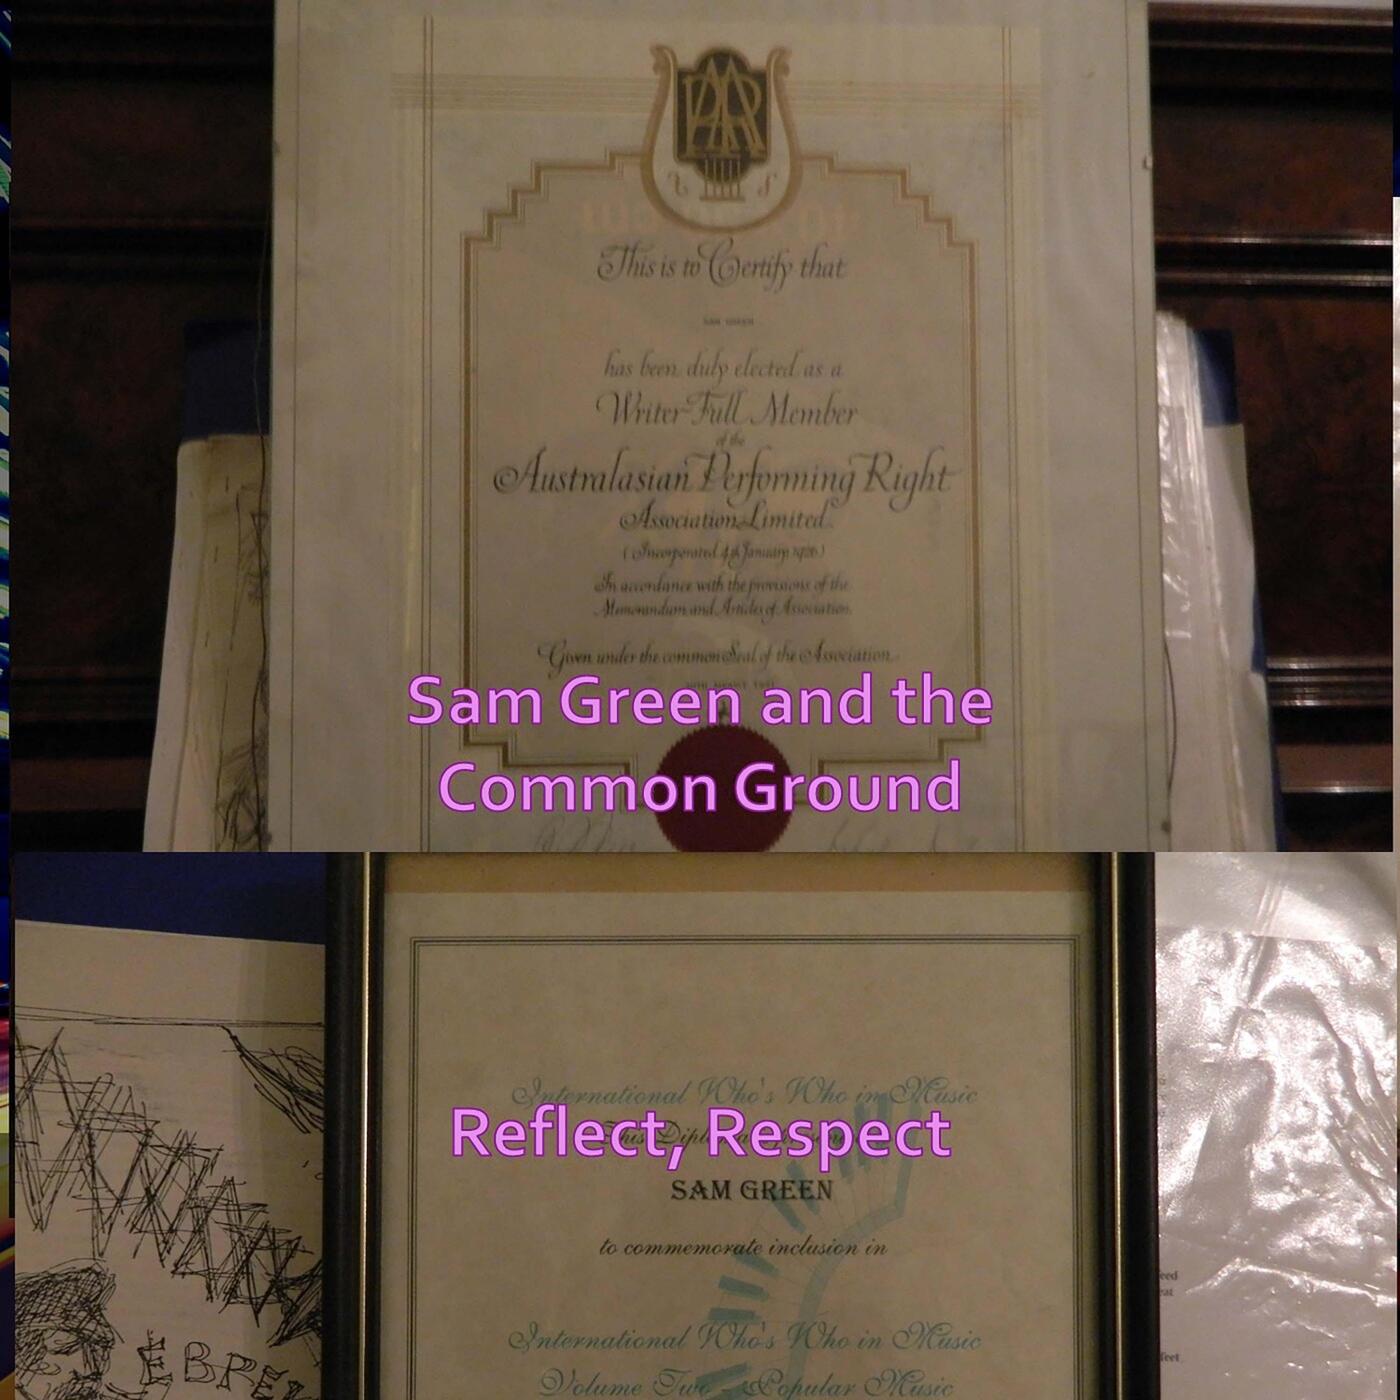 This is to Certify that
SAM GREEN
has been duly elected as a
Writer Full Member
of the
Australasian Performing Right
Association Limited
(Incorporated 4th January 1926)
In accordance with the provisions of the
Memorandum and Articles of Association.
Given under the common Seal of the Association
Sam Green and the
Common Ground
International Who's Who in Music
Reflect, Respect
SAM GREEN
to commemorate inclusion in
International Who's Who in Music
Volume Two Popular Music
EBRE
feet